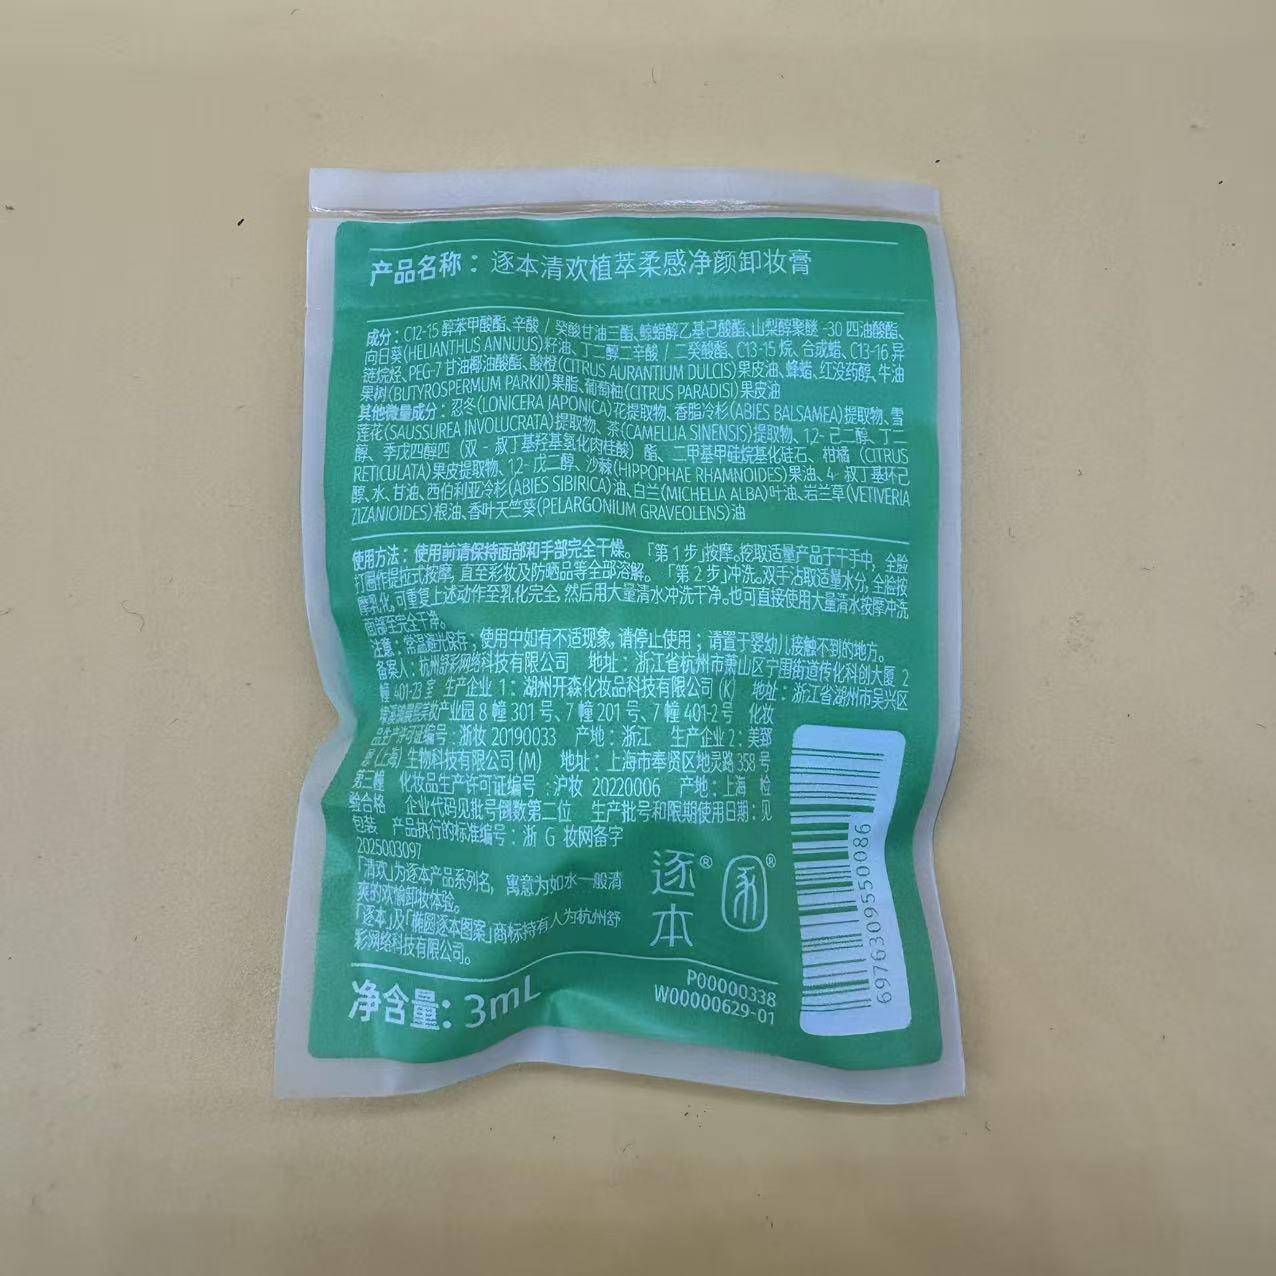 产品名称：逐本清欢植萃柔感净颜卸妆膏
成分：C12-15 醇苯甲酸酯、辛酸 / 癸酸甘油三酯、鲸蜡醇乙基己酸酯、山梨醇聚醚 -30 四油酸酯、
向日葵(HELIANTHUS ANNUUS)籽油、丁二醇二辛酸 / 二癸酸酯、C13-15 烷、合成蜡、C13-16 异
链烷烃、PEG-7 甘油椰油酸酯、酸橙(CITRUS AURANTIUM DULCIS)果皮油、蜂蜡、红没药醇、牛油
果树(BUTYROSPERMUM PARKII)果脂、葡萄柚(CITRUS PARADISI)果皮油
其他微量成分：忍冬(LONICERA JAPONICA)花提取物、香脂冷杉(ABIES BALSAMEA)提取物、雪
莲花(SAUSSUREA INVOLUCRATA)提取物、茶(CAMELLIA SINENSIS)提取物、1,2- 己二醇、丁二
醇、季戊四醇四（双 - 叔丁基羟基氢化肉桂酸）酯、二甲基甲硅烷基化硅石、柑橘（CITRUS
RETICULATA)果皮提取物、1,2- 戊二醇、沙棘(HIPPOPHAE RHAMNOIDES)果油、4- 叔丁基环己
醇、水、甘油、西伯利亚冷杉(ABIES SIBIRICA)油、白兰(MICHELIA ALBA)叶油、岩兰草(VETIVERIA
ZIZANIOIDES)根油、香叶天竺葵(PELARGONIUM GRAVEOLENS)油
使用方法：使用前请保持面部和手部完全干燥。「第 1 步」按摩。挖取适量产品于干手中，全脸
打圈作提拉式按摩，直至彩妆及防晒品等全部溶解。「第 2 步」冲洗。双手沾取适量水分，全脸按
摩乳化，可重复上述动作至乳化完全，然后用大量清水冲洗干净。也可直接使用大量清水按摩冲洗
面部至完全干净。
注意：常温避光保存；使用中如有不适现象，请停止使用；请置于婴幼儿接触不到的地方。
备案人：杭州舒彩网络科技有限公司 地址：浙江省杭州市萧山区宁围街道传化科创大厦 2
幢 401-23 室 生产企业 1：湖州开森化妆品科技有限公司 (K) 地址：浙江省湖州市吴兴区
美妆产业园 8 幢 301 号、7 幢 201 号、7 幢 401-2 号 化妆
品生产许可证编号：浙妆 20190033 产地：浙江 生产企业 2：美
(上海) 生物科技有限公司 (M) 地址：上海市奉贤区地灵路 358 号
第三幢 化妆品生产许可证编号：沪妆 20220006 产地：上海 检
验合格 企业代码见批号倒数第二位 生产批号和限期使用日期：见
包装 产品执行的标准编号：浙 G 妆网备字
2025003097
「清欢」为逐本产品系列名，寓意为如水一般清
爽的欢愉卸妆体验。
「逐本」及「椭圆逐本图案」商标持有人为杭州舒
彩网络科技有限公司。
逐本®
®
净含量：3mL
P00000338
W00000629-01
6976309550086